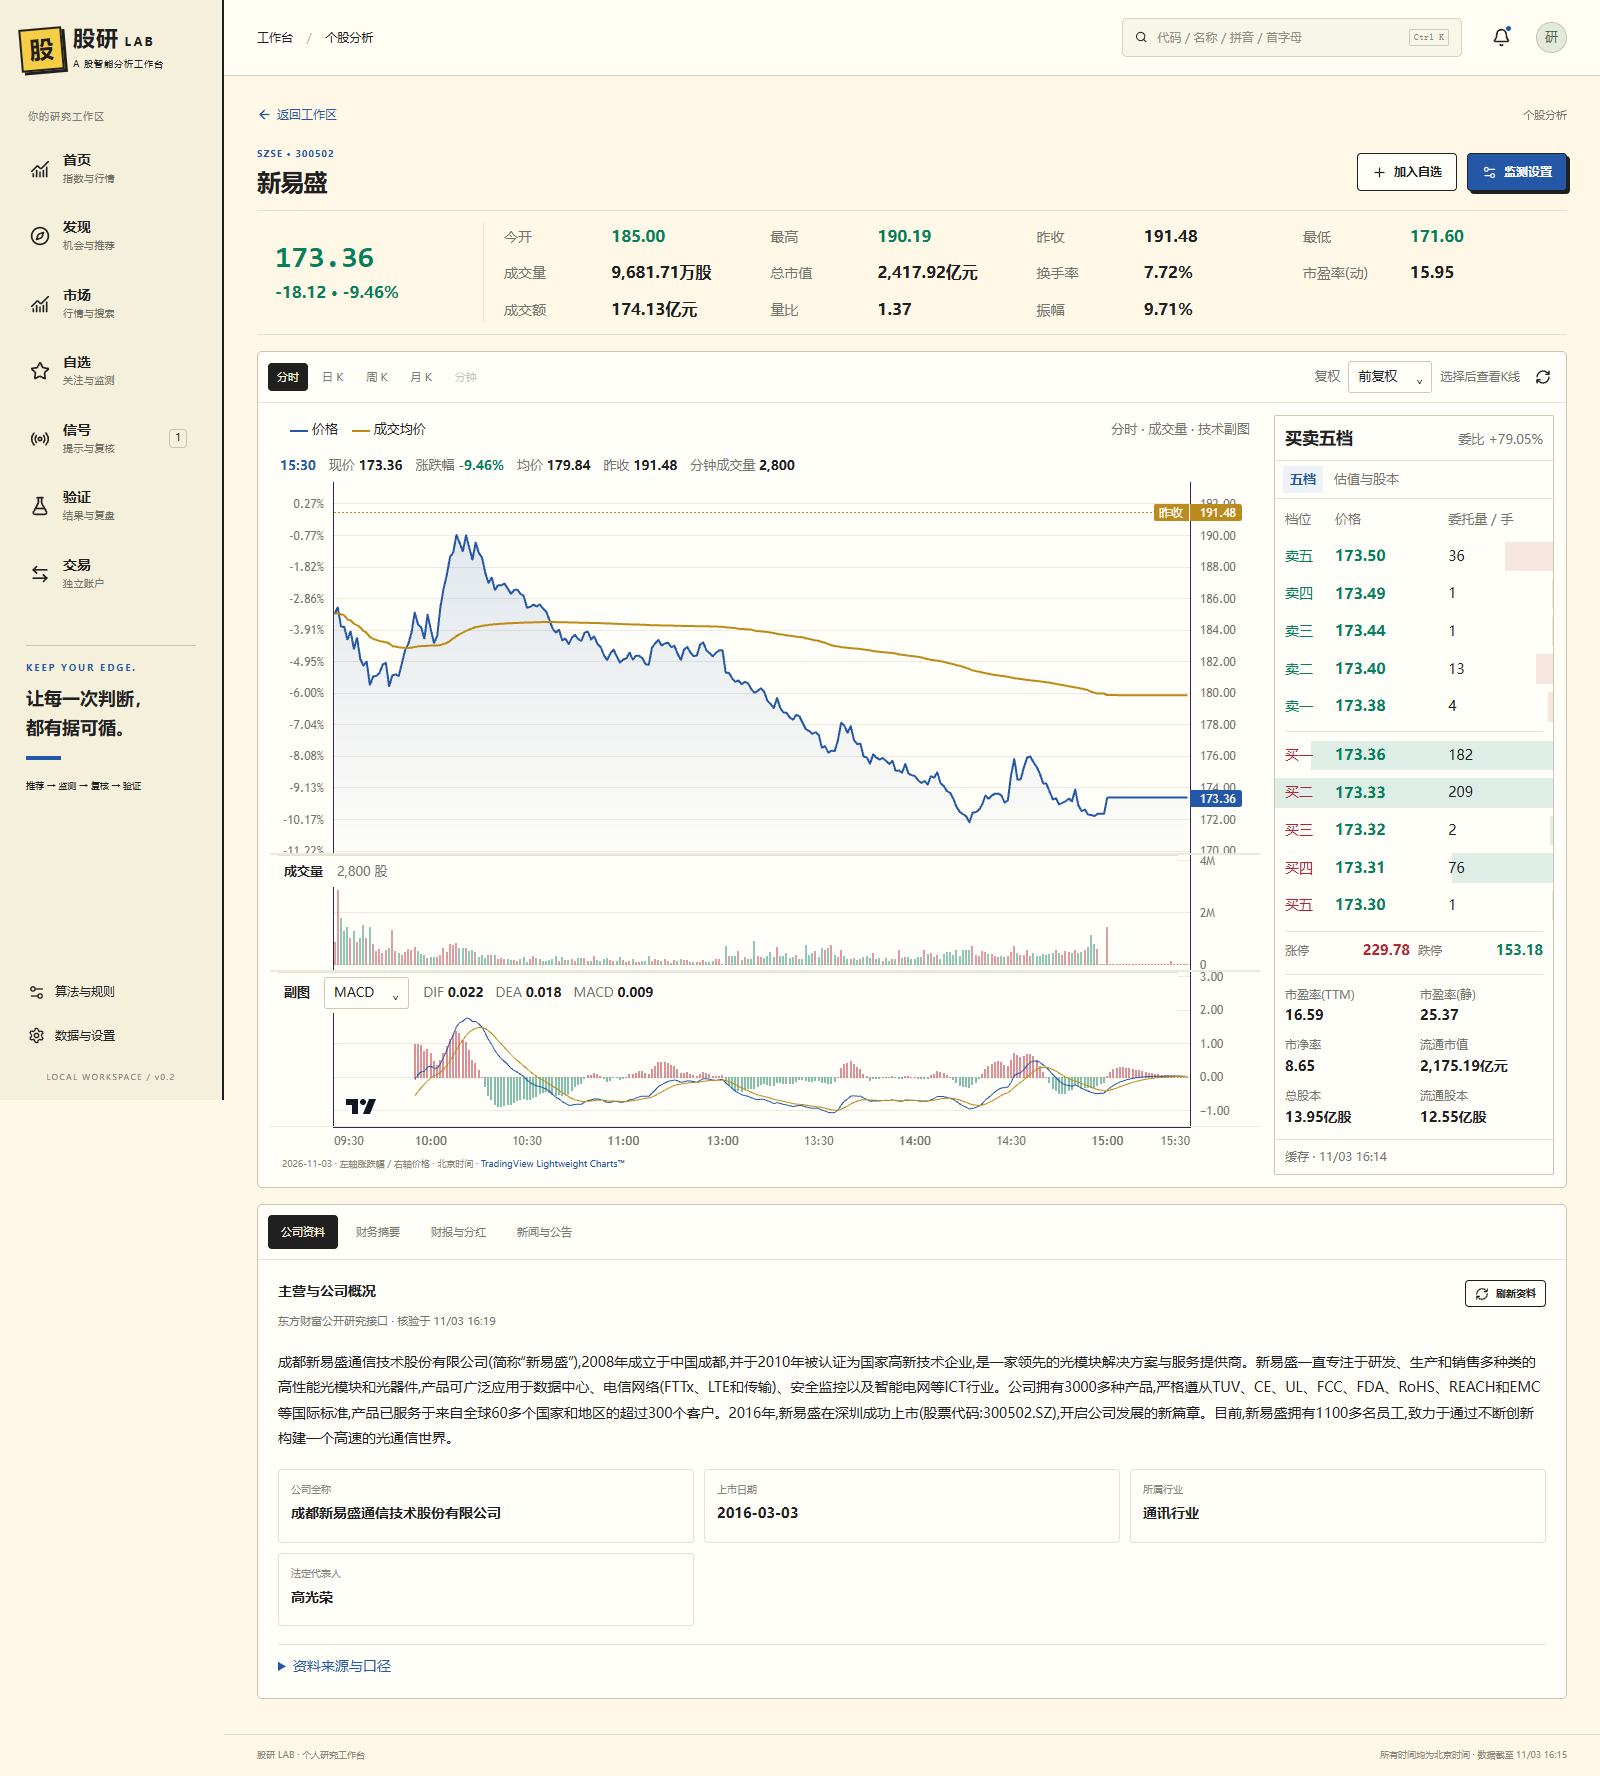 股
股研 LAB
A 股智能分析工作台
你的研究工作区
首页
指数与行情
发现
机会与推荐
市场
行情与搜索
自选
关注与监测
信号
提示与复核
1
验证
结果与复盘
交易
独立账户
KEEP YOUR EDGE.
让每一次判断，
都有据可循。
推荐 → 监测 → 复核 → 验证
算法与规则
数据与设置
LOCAL WORKSPACE / v0.2
工作台 / 个股分析
代码 / 名称 / 拼音 / 首字母 Ctrl K
研
返回工作区
个股分析
SZSE • 300502
新易盛
加入自选
监测设置
173.36
-18.12 • -9.46%
今开 185.00 最高 190.19 昨收 191.48 最低 171.60
成交量 9,681.71万股 总市值 2,417.92亿元 换手率 7.72% 市盈率(动) 15.95
成交额 174.13亿元 量比 1.37 振幅 9.71%
分时 日 K 周 K 月 K 分钟
复权 前复权 选择后查看K线
价格 成交均价
分时 · 成交量 · 技术副图
15:30 现价 173.36 涨跌幅 -9.46% 均价 179.84 昨收 191.48 分钟成交量 2,800
0.27% 192.00
昨收 191.48
-0.77% 190.00
-1.82% 188.00
-2.86% 186.00
-3.91% 184.00
-4.95% 182.00
-6.00% 180.00
-7.04% 178.00
-8.08% 176.00
-9.13% 174.00
173.36
-10.17% 172.00
-11.22% 170.00
成交量 2,800 股
4M
2M
0
副图 MACD DIF 0.022 DEA 0.018 MACD 0.009
3.00
2.00
1.00
0.00
−1.00
09:30 10:00 10:30 11:00 13:00 13:30 14:00 14:30 15:00 15:30
2026-11-03 · 左轴涨跌幅 / 右轴价格 · 北京时间 · TradingView Lightweight Charts™
买卖五档 委比 +79.05%
五档 估值与股本
档位 价格 委托量 / 手
卖五 173.50 36
卖四 173.49 1
卖三 173.44 1
卖二 173.40 13
卖一 173.38 4
买一 173.36 182
买二 173.33 209
买三 173.32 2
买四 173.31 76
买五 173.30 1
涨停 229.78 跌停 153.18
市盈率(TTM) 市盈率(静)
16.59 25.37
市净率 流通市值
8.65 2,175.19亿元
总股本 流通股本
13.95亿股 12.55亿股
缓存 · 11/03 16:14
公司资料 财务摘要 财报与分红 新闻与公告
主营与公司概况
刷新资料
东方财富公开研究接口 · 核验于 11/03 16:19
成都新易盛通信技术股份有限公司(简称“新易盛”),2008年成立于中国成都,并于2010年被认证为国家高新技术企业,是一家领先的光模块解决方案与服务提供商。新易盛一直专注于研发、生产和销售多种类的
高性能光模块和光器件,产品可广泛应用于数据中心、电信网络(FTTx、LTE和传输)、安全监控以及智能电网等ICT行业。公司拥有3000多种产品,严格遵从TUV、CE、UL、FCC、FDA、RoHS、REACH和EMC
等国际标准,产品已服务于来自全球60多个国家和地区的超过300个客户。2016年,新易盛在深圳成功上市(股票代码:300502.SZ),开启公司发展的新篇章。目前,新易盛拥有1100多名员工,致力于通过不断创新
构建一个高速的光通信世界。
公司全称
成都新易盛通信技术股份有限公司
上市日期
2016-03-03
所属行业
通讯行业
法定代表人
高光荣
资料来源与口径
股研 LAB · 个人研究工作台
所有时间均为北京时间 · 数据截至 11/03 16:15